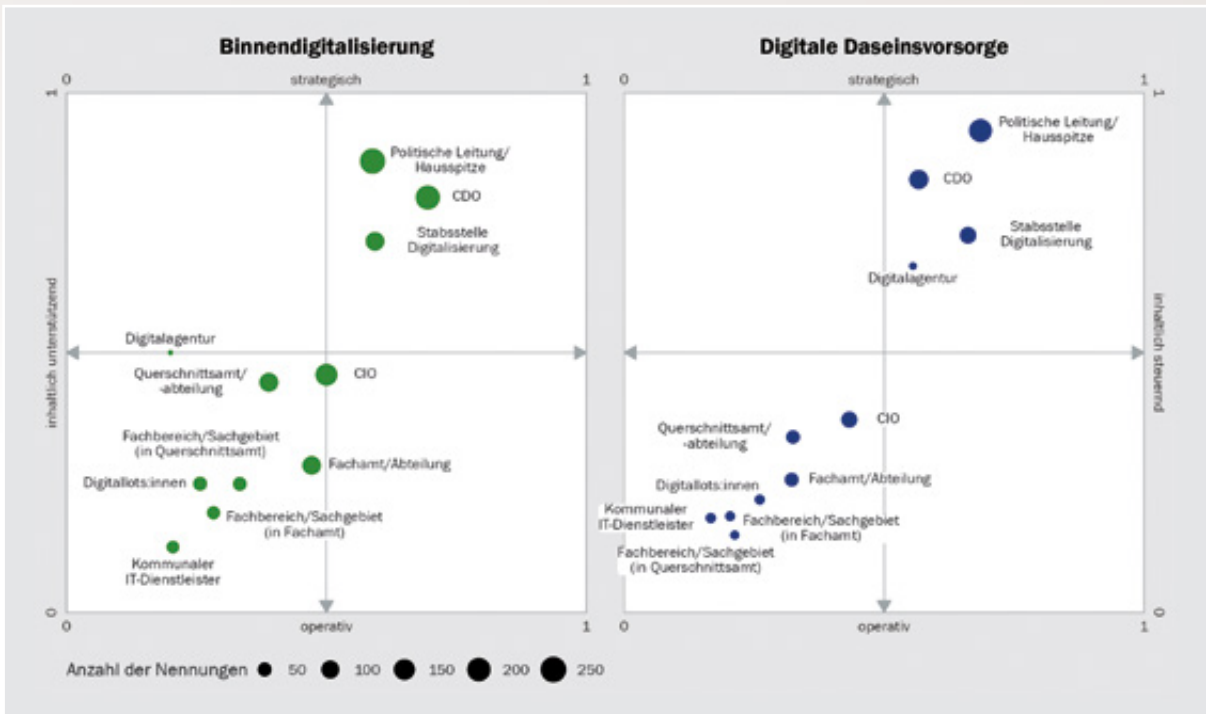 Binnendigitalisierung
0
strategisch
1
1
Politische Leitung/
Hausspitze
CDO
Stabsstelle
Digitalisierung
inhaltlich unterstützend
Digitalagentur
Querschnittsamt/
-abteilung
CIO
Fachbereich/Sachgebiet
(in Querschnittsamt)
Fachamt/Abteilung
Digitallots:innen
Fachbereich/Sachgebiet
(in Fachamt)
Kommunaler
IT-Dienstleister
0
0
operativ
1
Digitale Daseinsvorsorge
0
strategisch
1
1
Politische Leitung/
Hausspitze
CDO
Stabsstelle
Digitalisierung
Digitalagentur
inhaltlich steuernd
CIO
Querschnittsamt/
-abteilung
Fachamt/Abteilung
Digitallots:innen
Kommunaler
IT-Dienstleister
Fachbereich/Sachgebiet
(in Fachamt)
Fachbereich/Sachgebiet
(in Querschnittsamt)
0
0
operativ
1
Anzahl der Nennungen 50 100 150 200 250